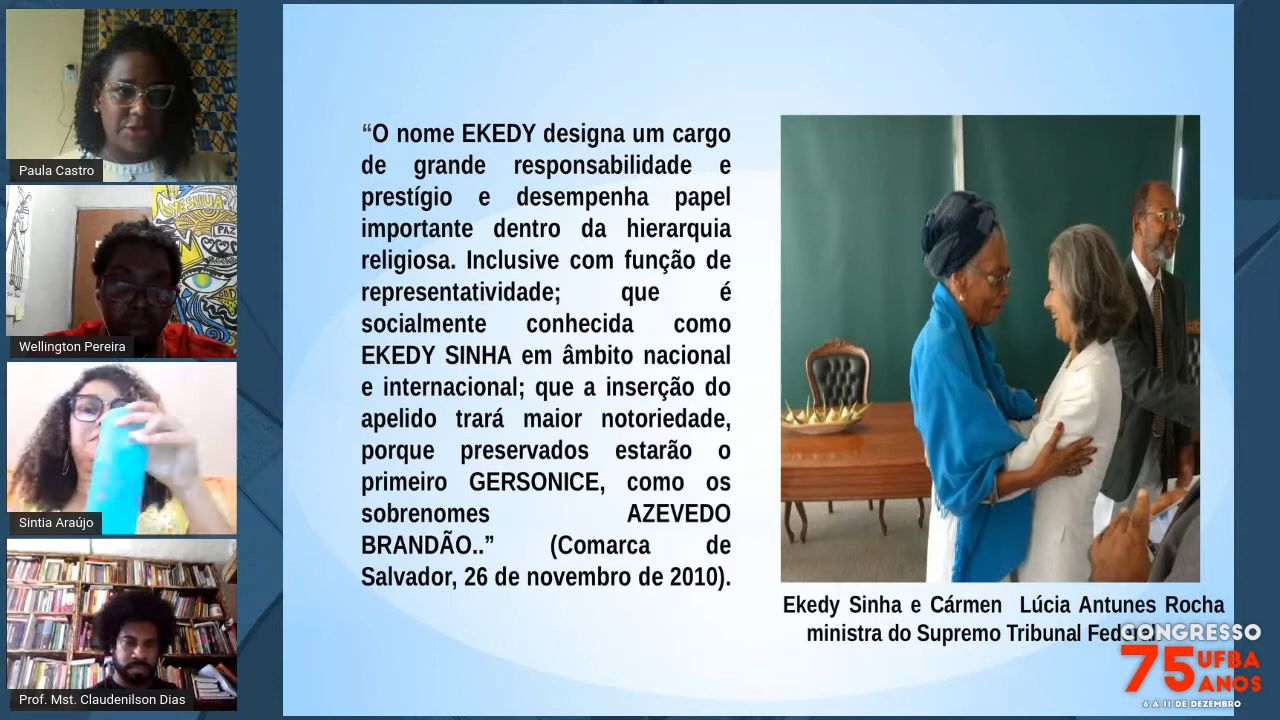 Paula Castro
YESHUA
PAZ
Wellington Pereira
Sintia Araújo
Prof. Mst. Claudenilson Dias
“O nome EKEDY designa um cargo
de grande responsabilidade e
prestígio e desempenha papel
importante dentro da hierarquia
religiosa. Inclusive com função de
representatividade; que é
socialmente conhecida como
EKEDY SINHA em âmbito nacional
e internacional; que a inserção do
apelido trará maior notoriedade,
porque preservados estarão o
primeiro GERSONICE, como os
sobrenomes AZEVEDO
BRANDÃO..” (Comarca de
Salvador, 26 de novembro de 2010).
Ekedy Sinha e Cármen Lúcia Antunes Rocha
ministra do Supremo Tribunal Federal
CONGRESSO
75 UFBA
ANOS
6 A 11 DE DEZEMBRO